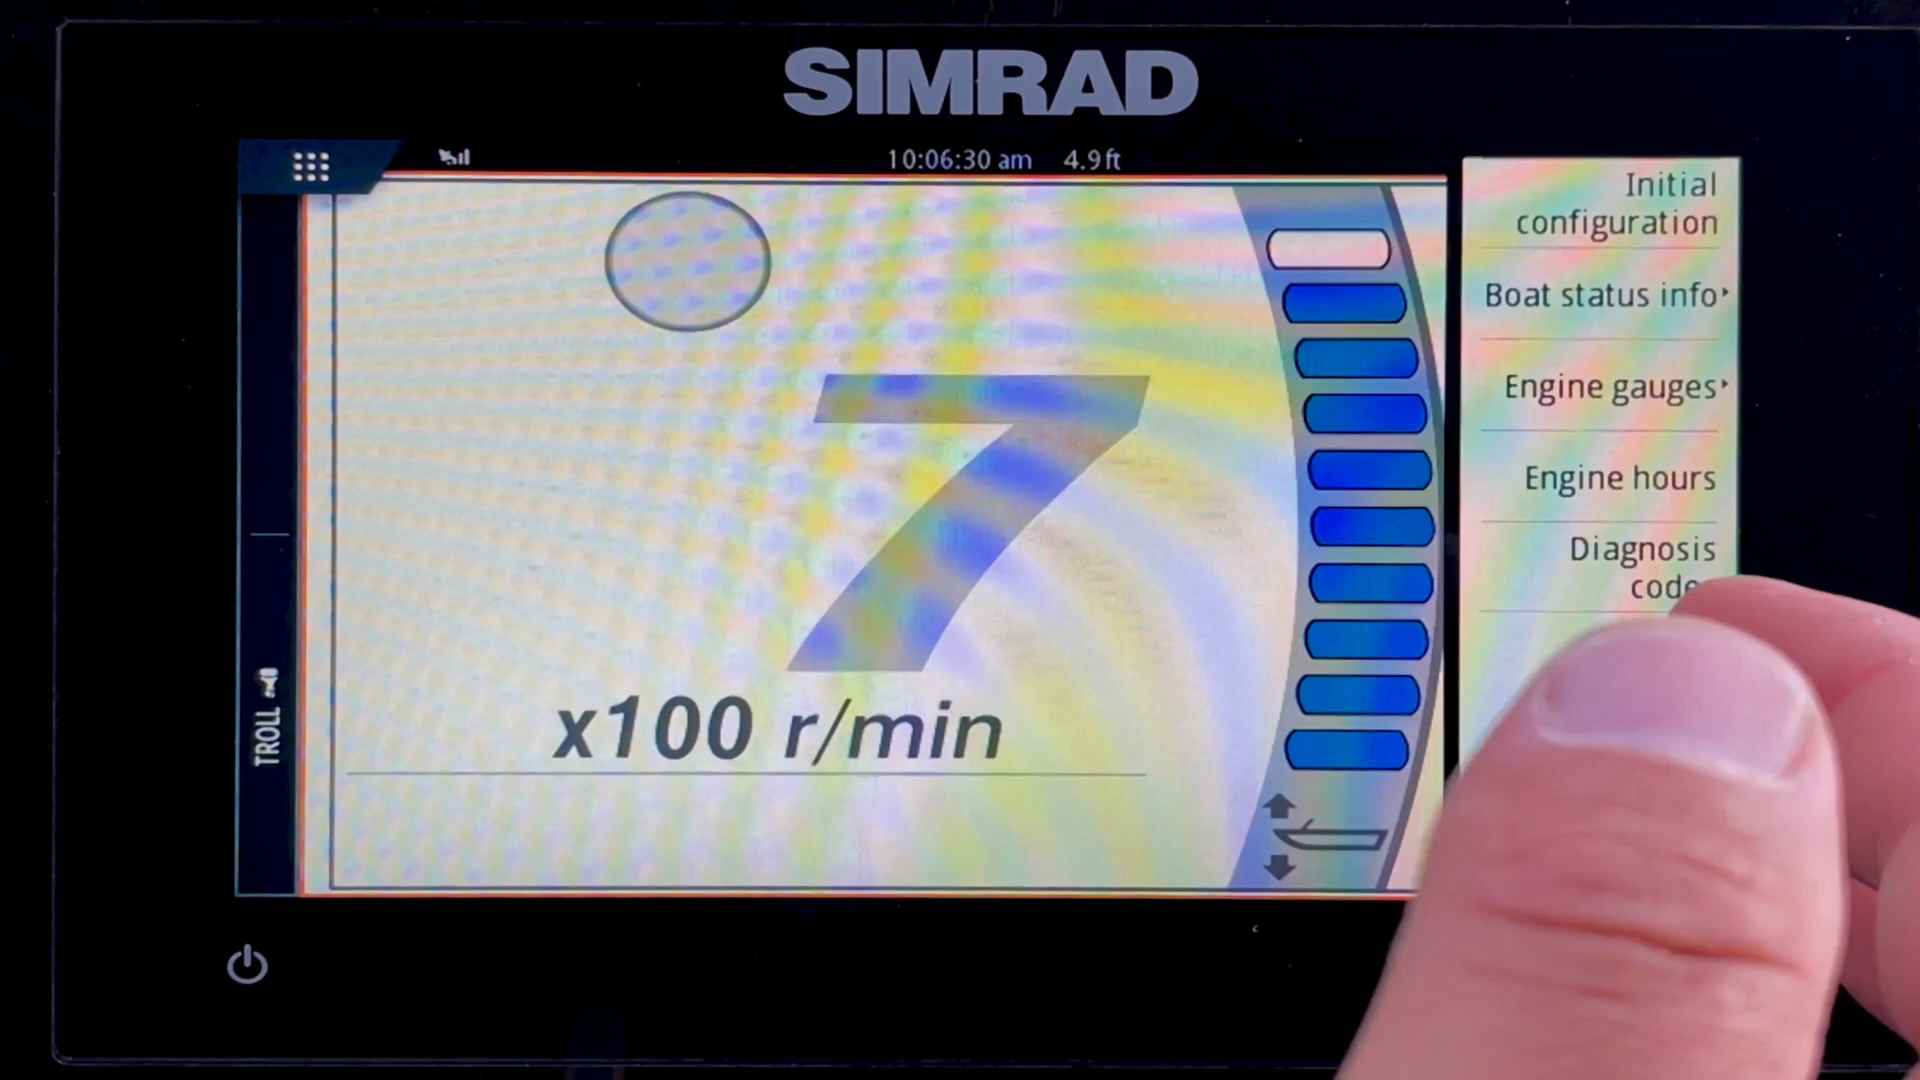 SIMRAD
10:06:30 am 4.9 ft
Initial
configuration
Boat status info
Engine gauges
Engine hours
Diagnosis
7
x100 r/min
TROLL